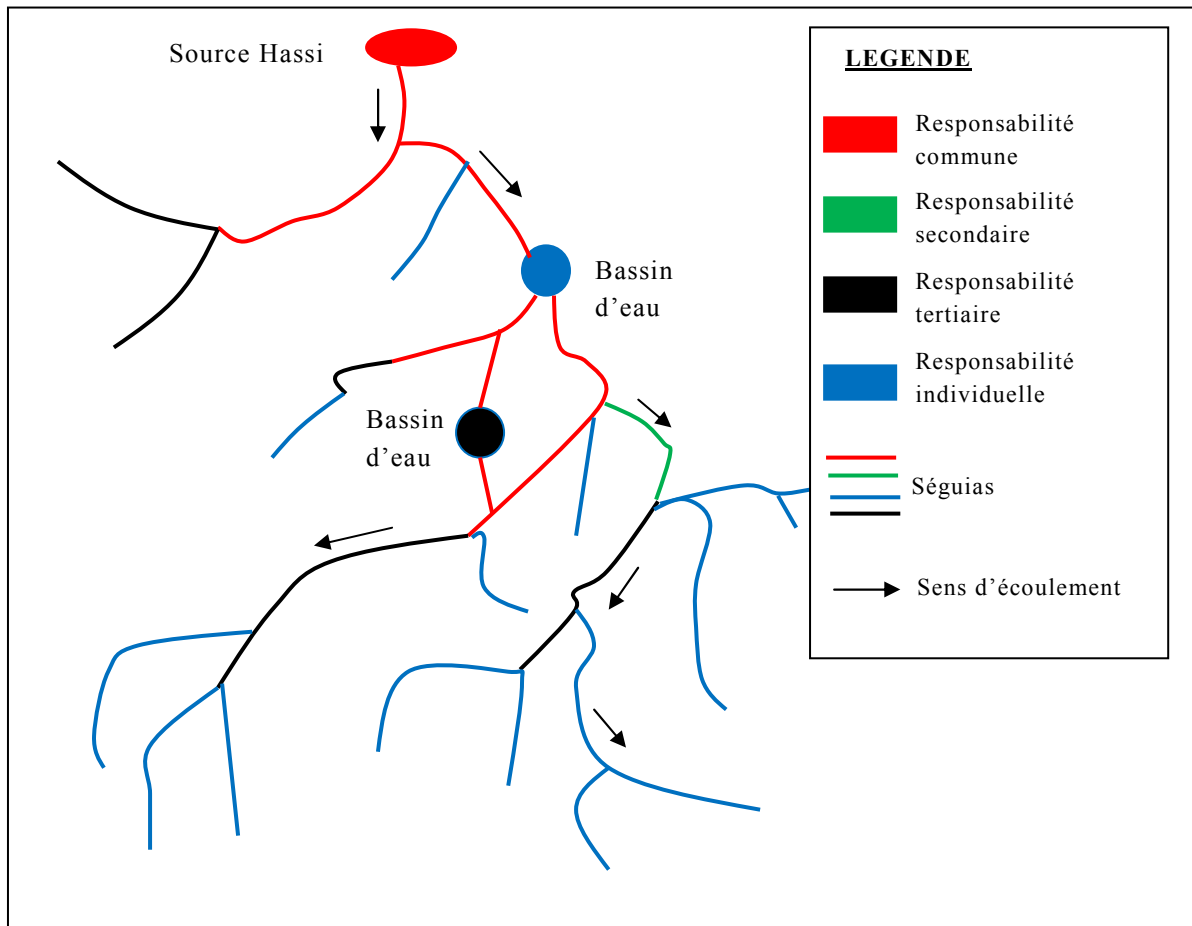 Source Hassi
Bassin
d’eau
Bassin
d’eau
LEGENDE
Responsabilité
commune
Responsabilité
secondaire
Responsabilité
tertiaire
Responsabilité
individuelle
Séguias
Sens d’écoulement